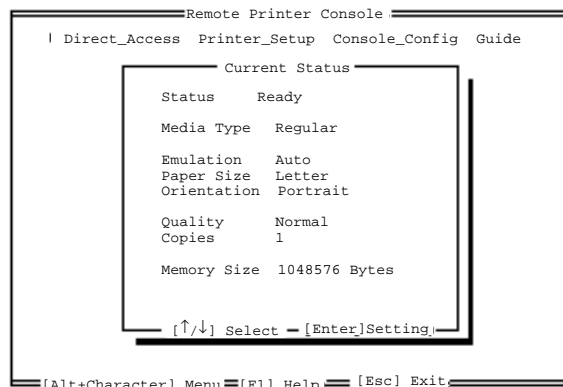 Remote Printer Console
Direct_Access Printer_Setup Console_Config Guide
Current Status
Status Ready
Media Type Regular
Emulation Auto
Paper Size Letter
Orientation Portrait
Quality Normal
Copies 1
Memory Size 1048576 Bytes
[↑/↓] Select [Enter]Setting
[Alt+Character] Menu [F1] Help [Esc] Exit